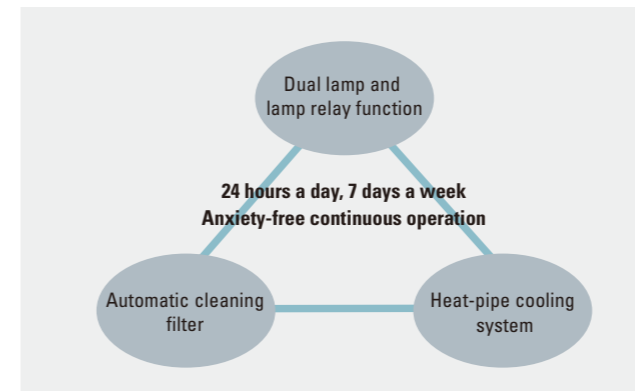 Dual lamp and
lamp relay function
24 hours a day, 7 days a week
Anxiety-free continuous operation
Automatic cleaning
filter
Heat-pipe cooling
system